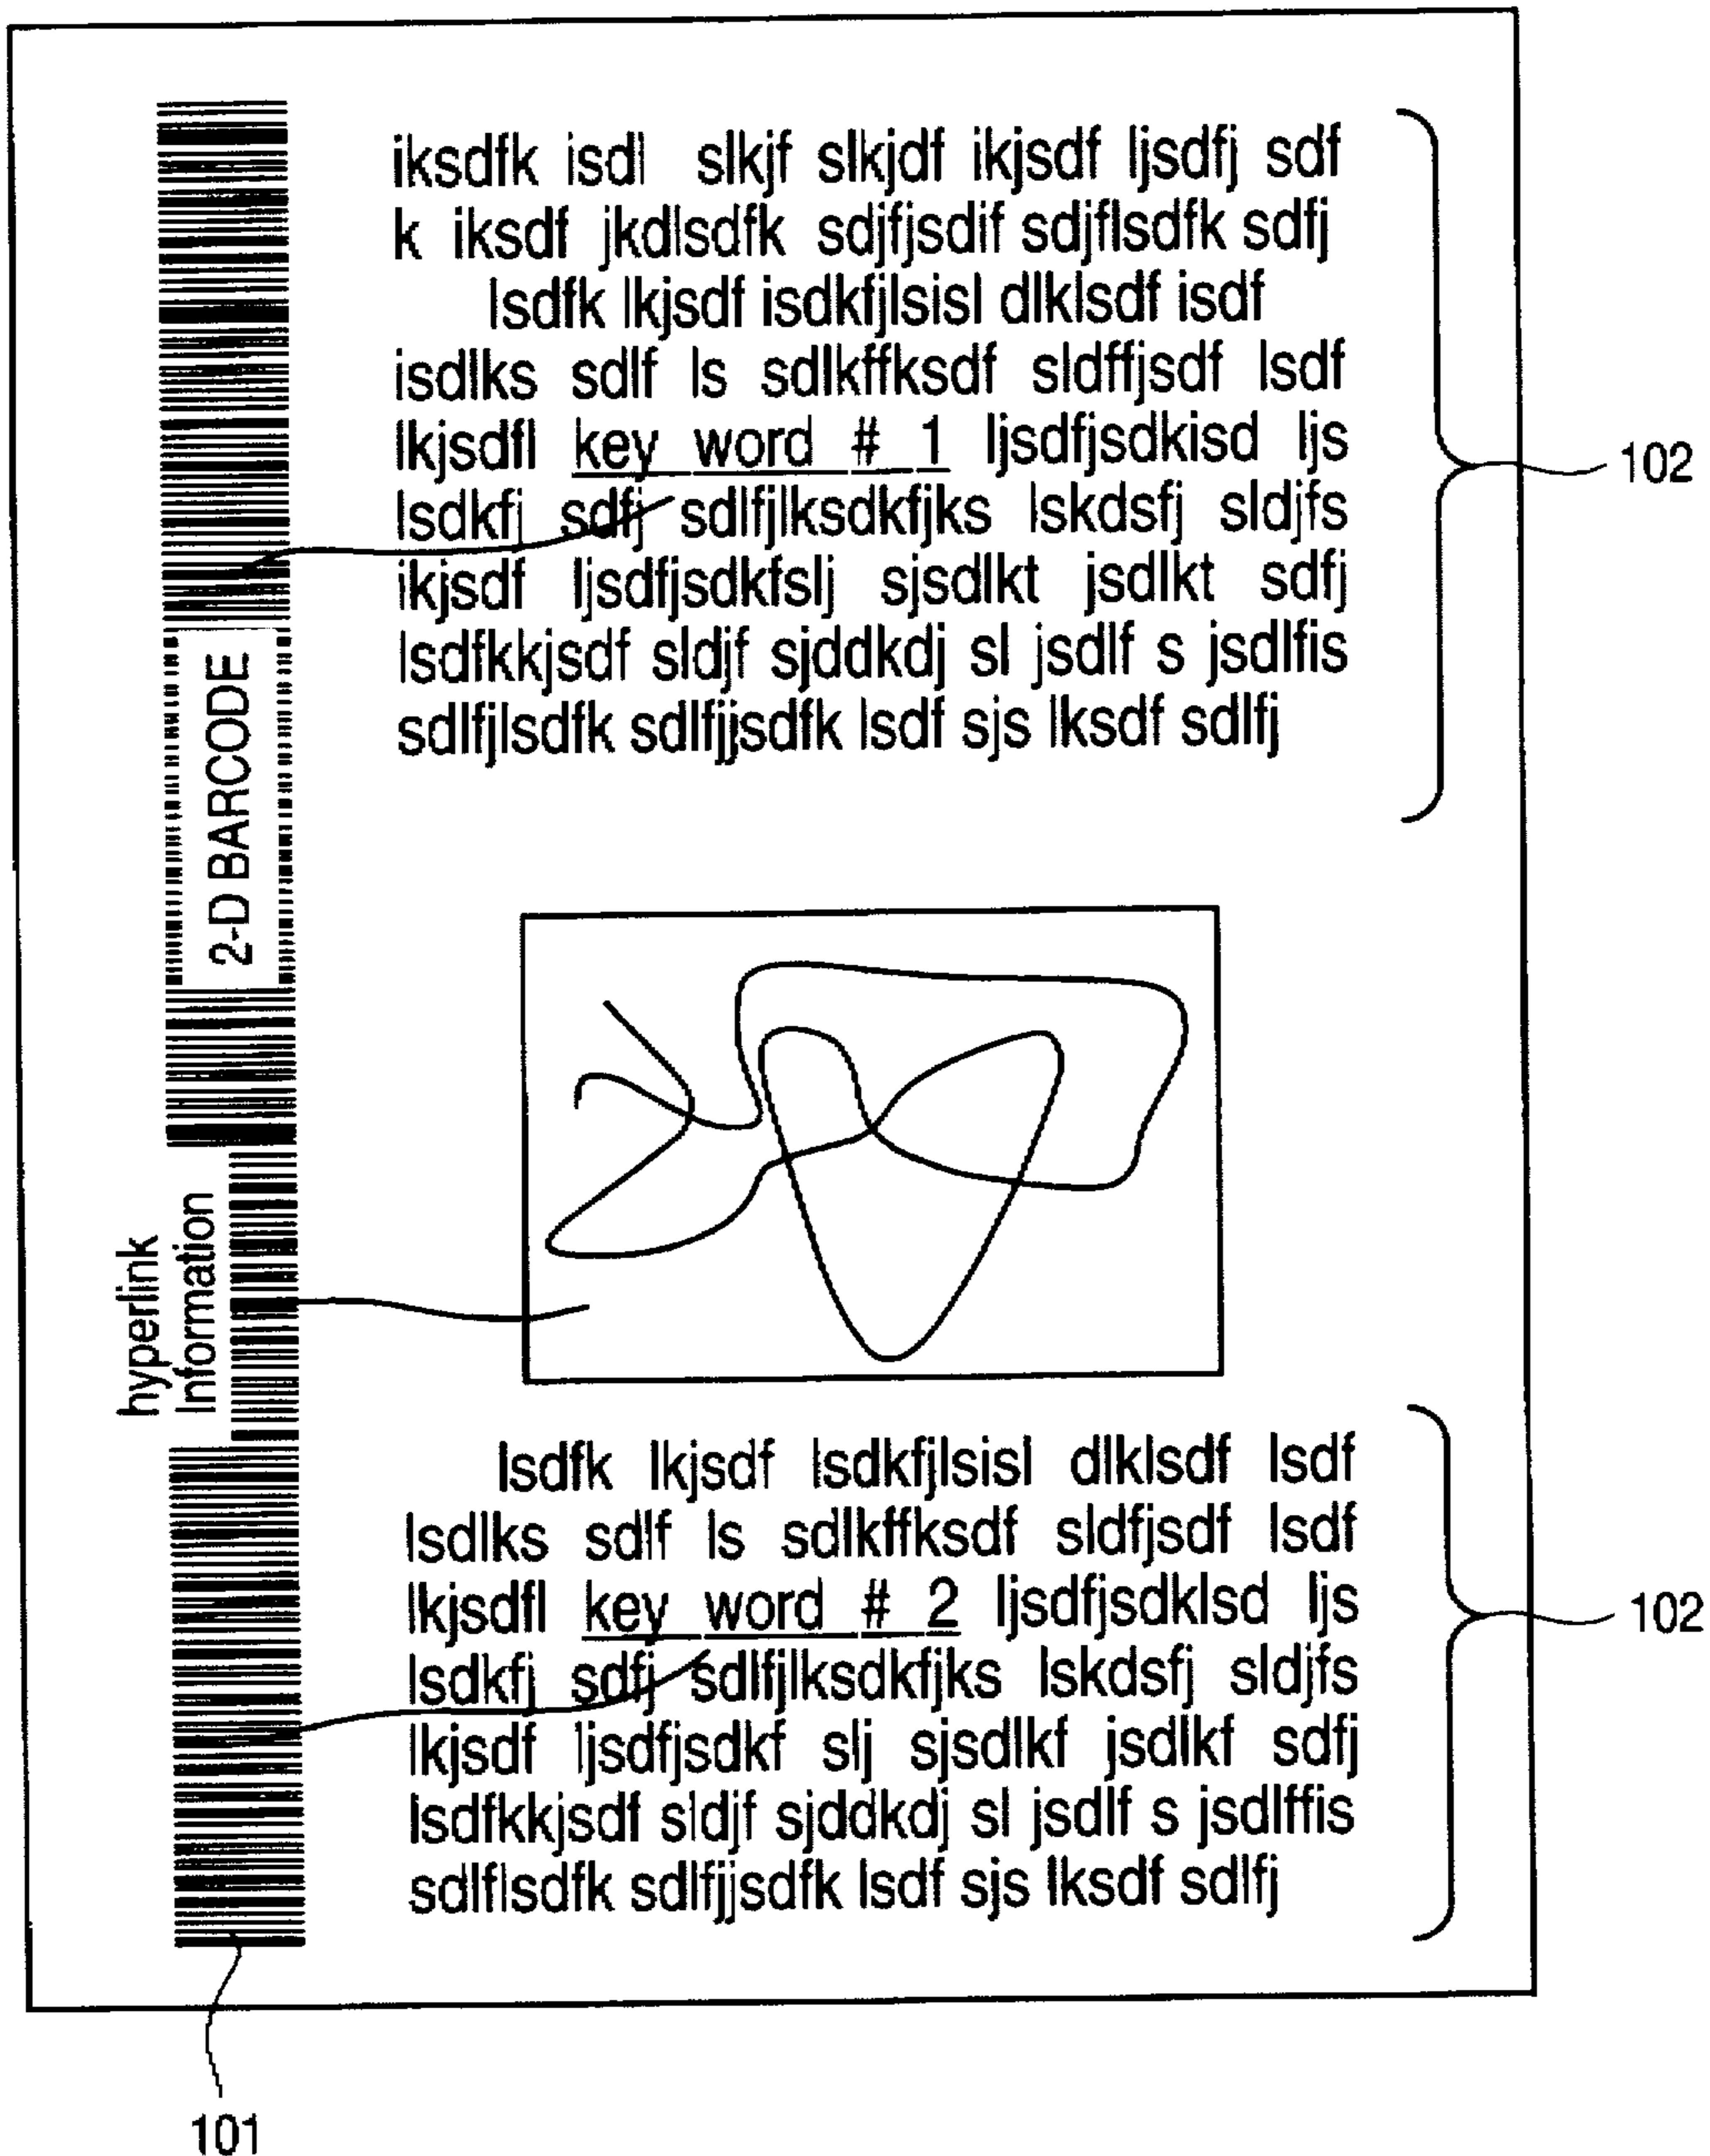 iksdfk isdl slkjf slkjdf ikjsdf ljsdfj sdf
k iksdf jkdlsdfk sdjfjsdif sdjflsdfk sdfj
lsdfk lkjsdf isdkfjlsisl dlklsdf isdf
isdlks sdlf ls sdlkffksdf sldffjsdf lsdf
lkjsdfl key word # 1 ljsdfjsdkisd ljs
lsdkfj sdfj sdlfjlksdkfjks lskdsfj sldjfs
ikjsdf ljsdfjsdkfslj sjsdlkt jsdlkt sdfj
lsdfkkjsdf sldjf sjddkdj sl jsdlf s jsdlfis
sdlfjlsdfk sdlfjjsdfk lsdf sjs lksdf sdlfj
102
2-D BARCODE
hyperlink
Information
lsdfk lkjsdf lsdkfjlsisl dlklsdf lsdf
lsdlks sdlf ls sdlkffksdf sldfjsdf lsdf
lkjsdfl key word # 2 ljsdfjsdklsd ljs
lsdkfj sdfj sdlfjlksdkfjks lskdsfj sldjfs
lkjsdf ljsdfjsdkf slj sjsdlkf jsdlkf sdfj
lsdfkkjsdf sldjf sjddkdj sl jsdlf s jsdlffis
sdlflsdfk sdlfjjsdfk lsdf sjs lksdf sdlfj
102
101